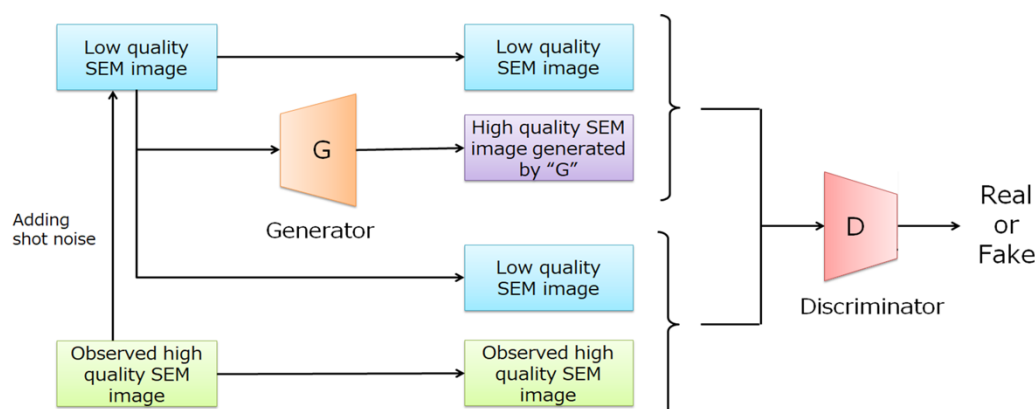 Low quality
SEM image
Low quality
SEM image
G
High quality SEM
image generated
by “G”
Generator
Adding
shot noise
D
Real
or
Fake
Discriminator
Low quality
SEM image
Observed high
quality SEM
image
Observed high
quality SEM
image